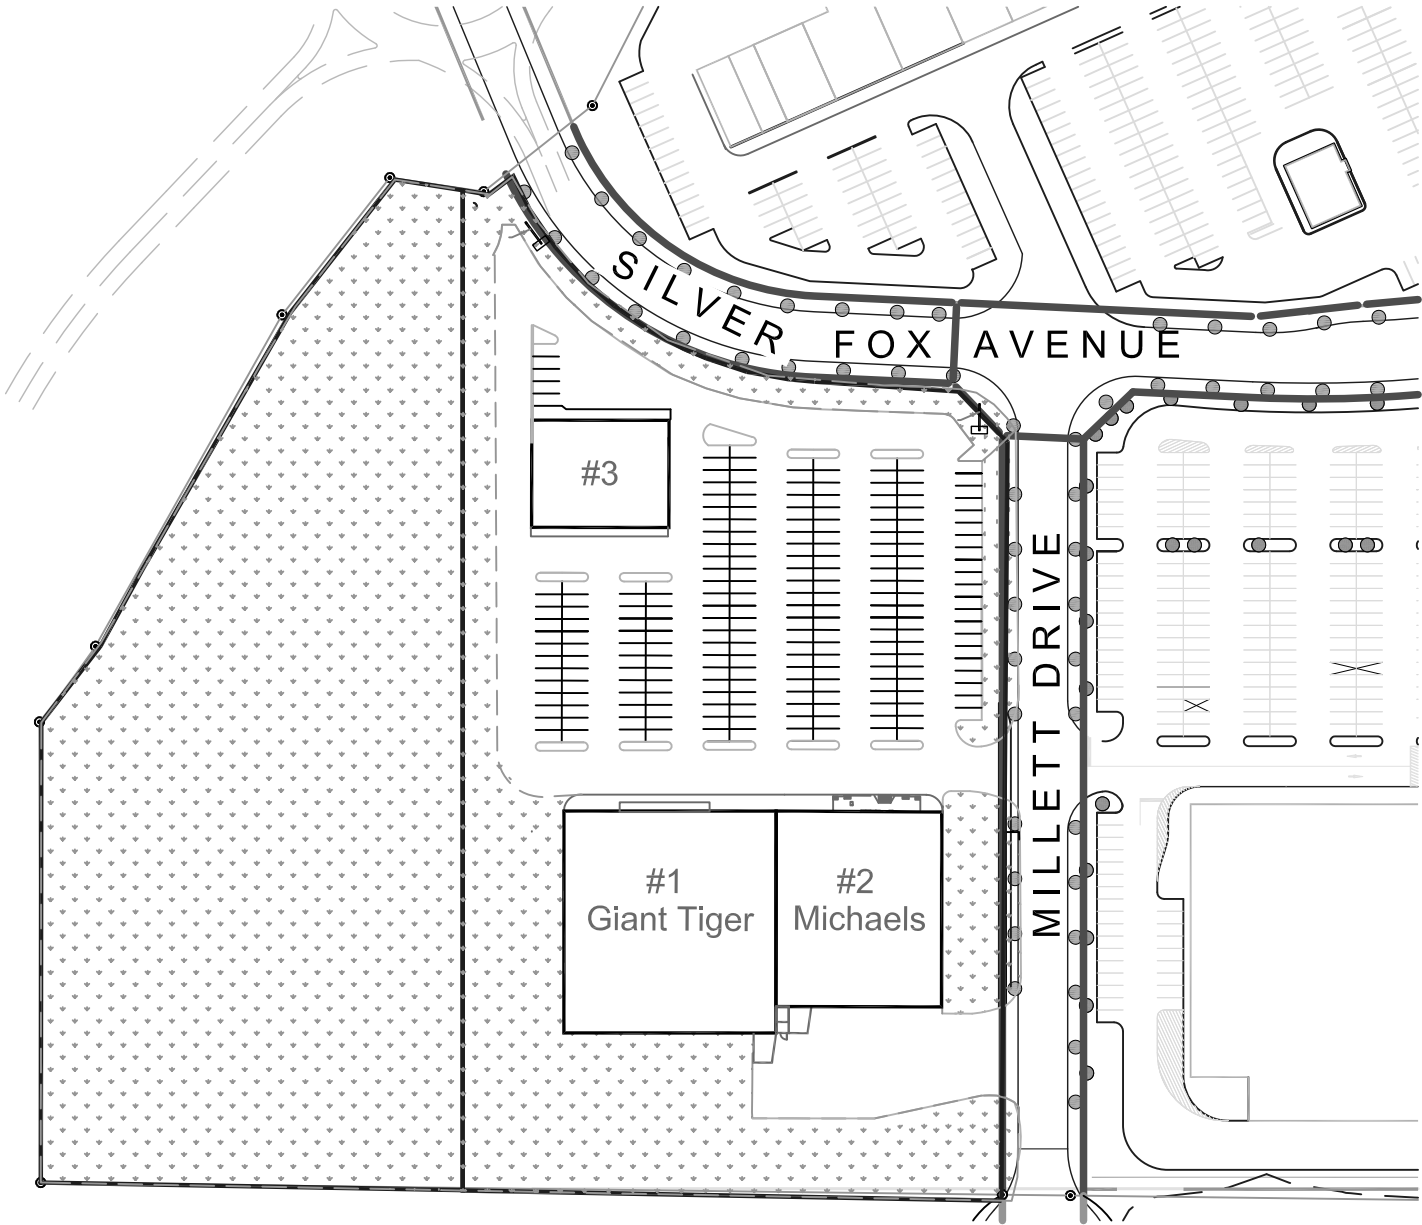 SILVER FOX AVENUE
#3
MILLETT DRIVE
#1
Giant Tiger
#2
Michaels